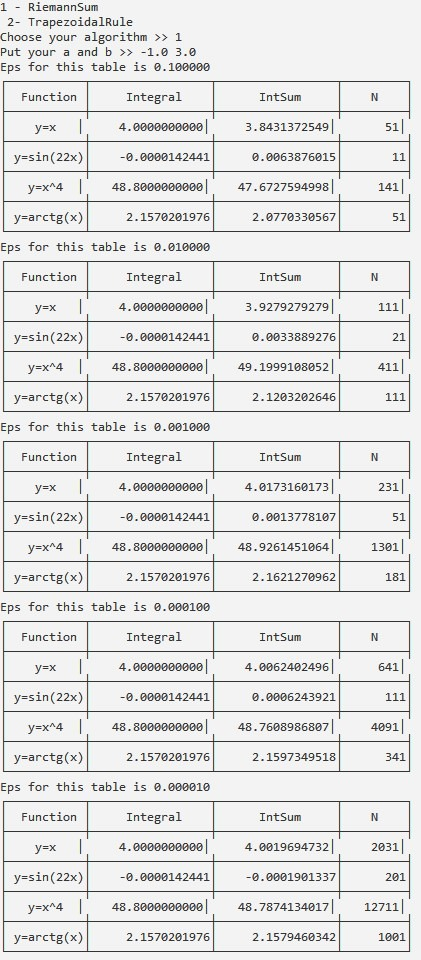 1 - RiemannSum
2- TrapezoidalRule
Choose your algorithm >> 1
Put your a and b >> -1.0 3.0
Eps for this table is 0.100000
Function Integral IntSum N
y=x 4.0000000000 3.8431372549 51
y=sin(22x) -0.0000142441 0.0063876015 11
y=x^4 48.8000000000 47.6727594998 141
y=arctg(x) 2.1570201976 2.0770330567 51
Eps for this table is 0.010000
Function Integral IntSum N
y=x 4.0000000000 3.9279279279 111
y=sin(22x) -0.0000142441 0.0033889276 21
y=x^4 48.8000000000 49.1999108052 411
y=arctg(x) 2.1570201976 2.1203202646 111
Eps for this table is 0.001000
Function Integral IntSum N
y=x 4.0000000000 4.0173160173 231
y=sin(22x) -0.0000142441 0.0013778107 51
y=x^4 48.8000000000 48.9261451064 1301
y=arctg(x) 2.1570201976 2.1621270962 181
Eps for this table is 0.000100
Function Integral IntSum N
y=x 4.0000000000 4.0062402496 641
y=sin(22x) -0.0000142441 0.0006243921 111
y=x^4 48.8000000000 48.7608986807 4091
y=arctg(x) 2.1570201976 2.1597349518 341
Eps for this table is 0.000010
Function Integral IntSum N
y=x 4.0000000000 4.0019694732 2031
y=sin(22x) -0.0000142441 -0.0001901337 201
y=x^4 48.8000000000 48.7874134017 12711
y=arctg(x) 2.1570201976 2.1579460342 1001